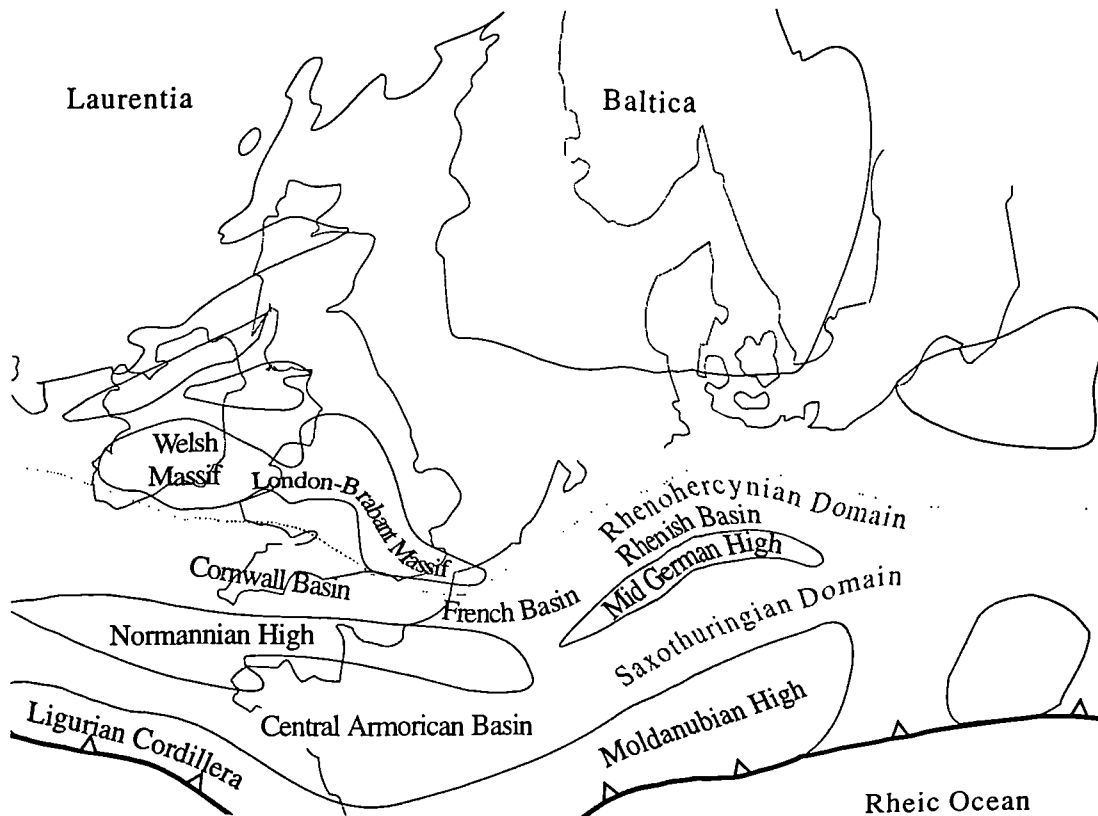 Laurentia
Baltica
Welsh
Massif
London-Brabant Massif
Rhenohercynian Domain
Rhenish Basin
Mid German High
Cornwall Basin
French Basin
Normannian High
Saxothuringian Domain
Central Armorican Basin
Moldanubian High
Ligurian Cordillera
Rheic Ocean